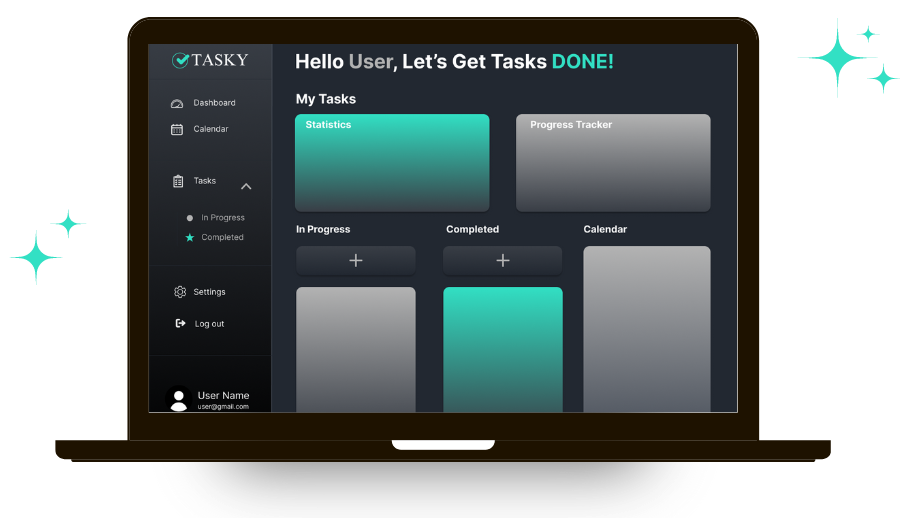 TASKY
Hello User, Let's Get Tasks DONE!
Dashboard
Calendar
Tasks
In Progress
Completed
Settings
Log out
User Name
user@gmail.com
My Tasks
Statistics
Progress Tracker
In Progress
Completed
Calendar